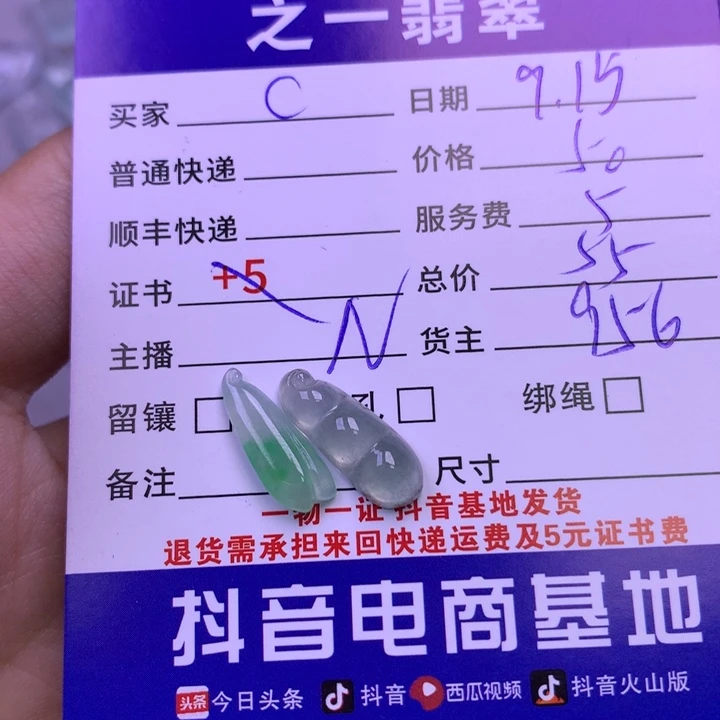 之一翡翠
买家 C 日期 9.15
普通快递 价格 50
顺丰快递 服务费 5
证书 +5 总价 55
主播 N 货主 956
留镶 孔 绑绳
备注 尺寸
一物一证 抖音基地发货
退货需承担来回快递运费及5元证书费
抖音电商基地
头条 今日头条 抖音 西瓜视频 抖音火山版